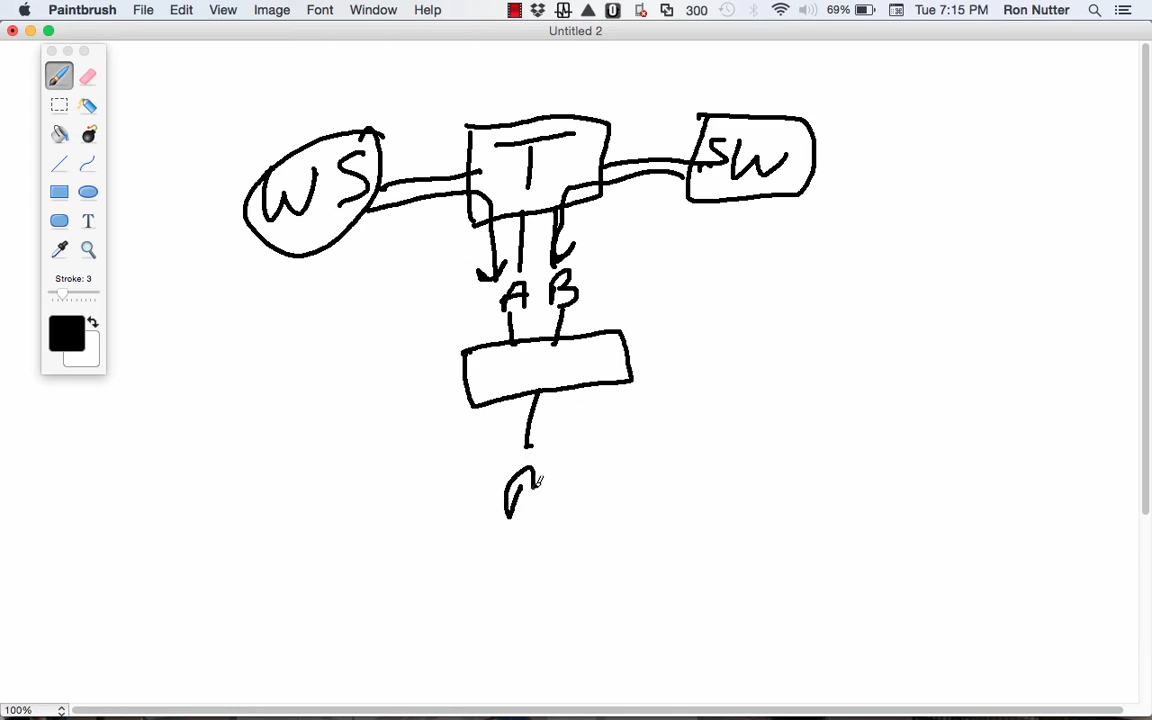 Paintbrush File Edit Image Font Window Help 300 69% Tue 7:15 PM Ron Nutter
Untitled 2
T
Stroke: 3
WS T SW
A B
100%